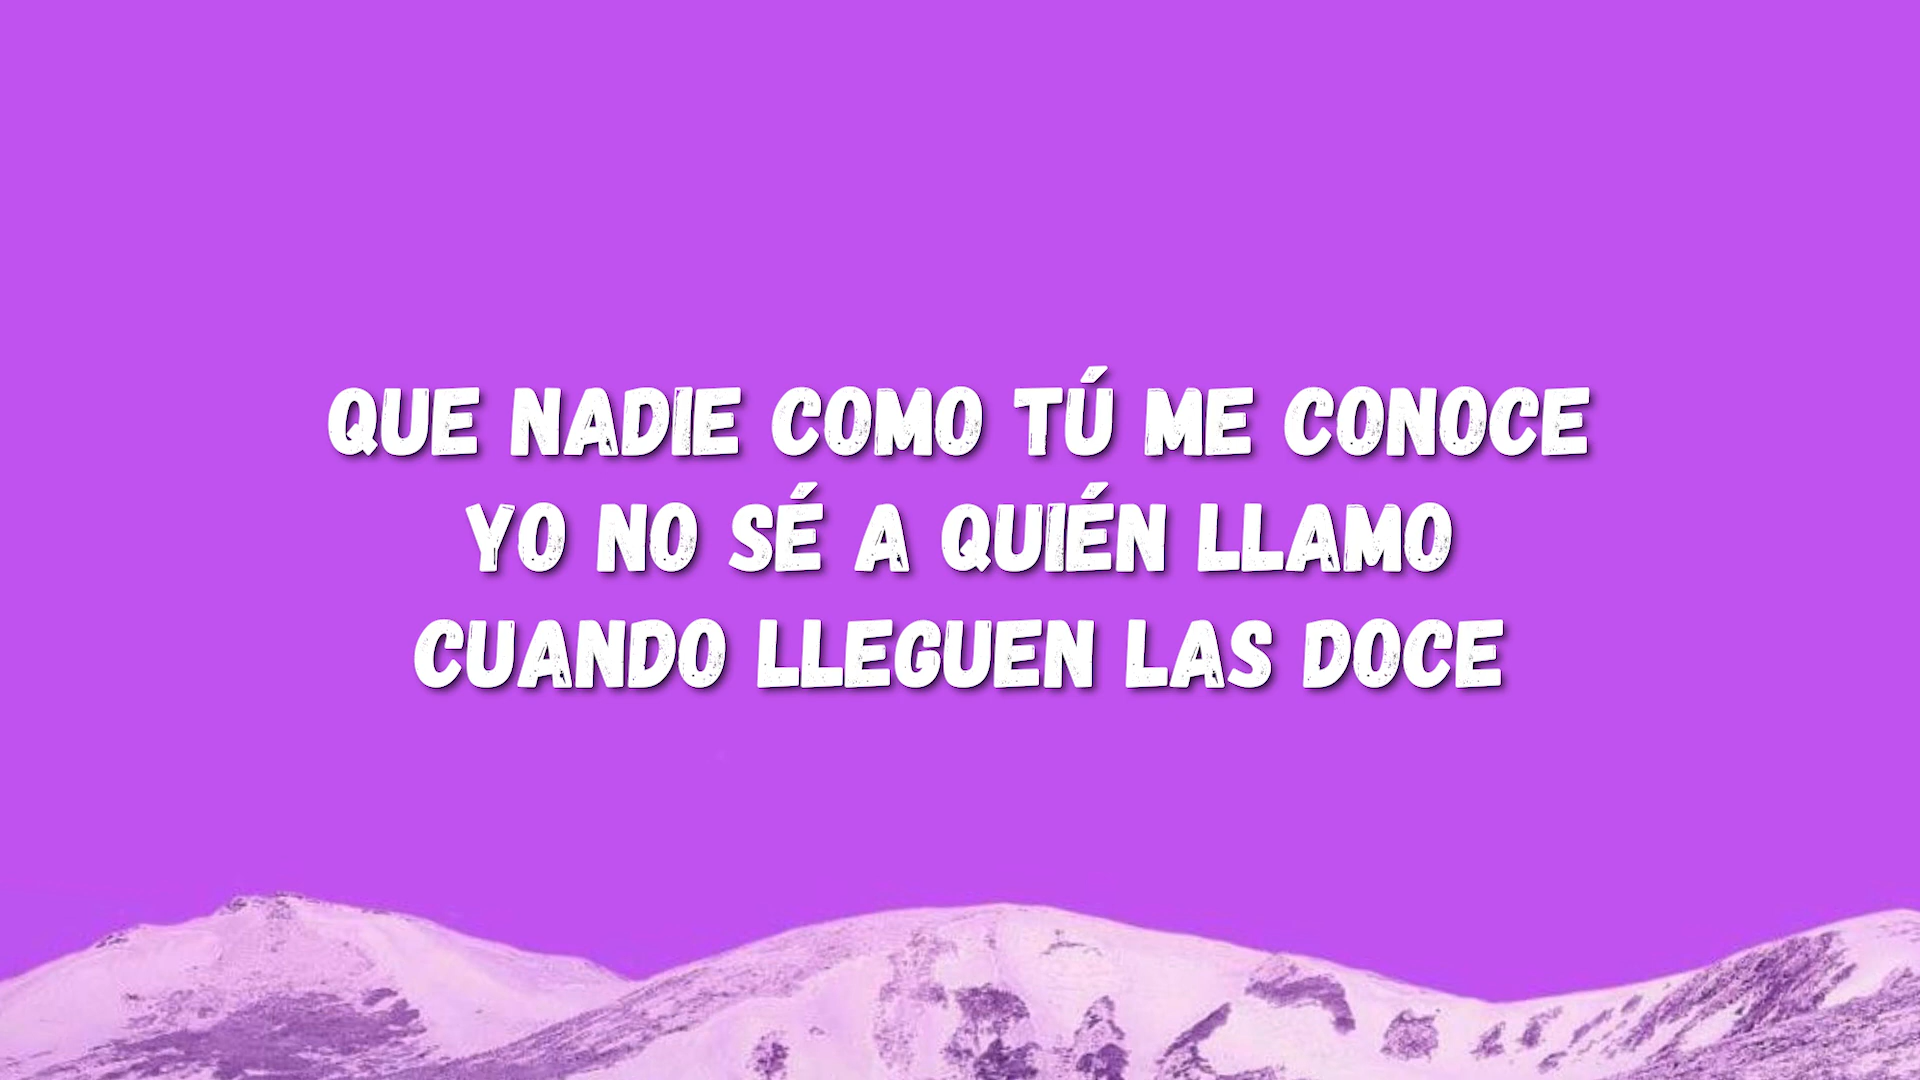 QUE NADIE COMO TÚ ME CONOCE
YO NO SÉ A QUIÉN LLAMO
CUANDO LLEGUEN LAS DOCE